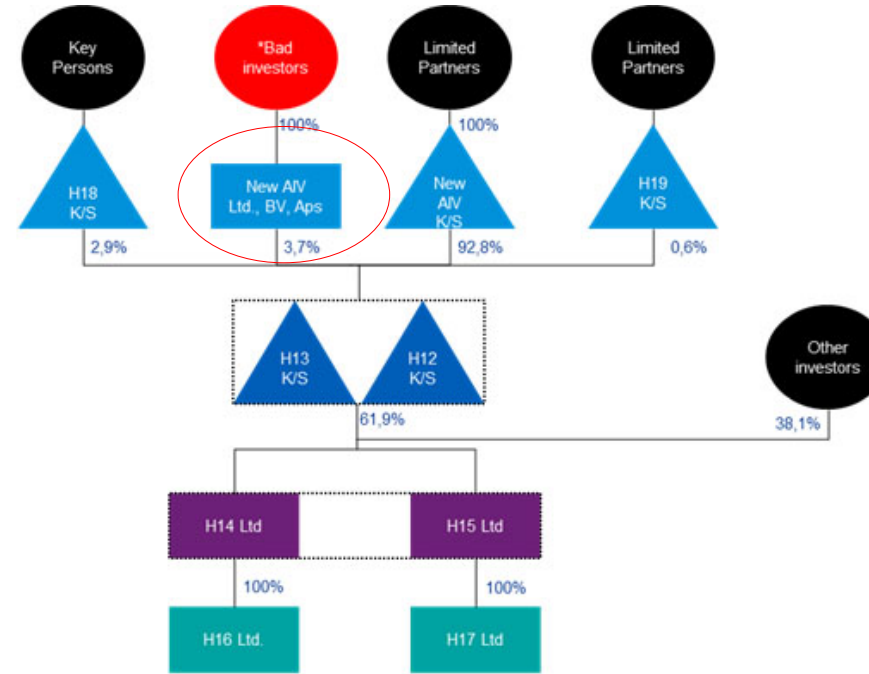 Key
Persons
*Bad
investors
Limited
Partners
Limited
Partners
100%
100%
H18
K/S
New AIV
Ltd., BV, Aps
New
AIV
K/S
H19
K/S
2,9%
3,7%
92,8%
0,6%
H13
K/S
H12
K/S
Other
investors
61,9%
38,1%
H14 Ltd
H15 Ltd
100%
100%
H16 Ltd.
H17 Ltd